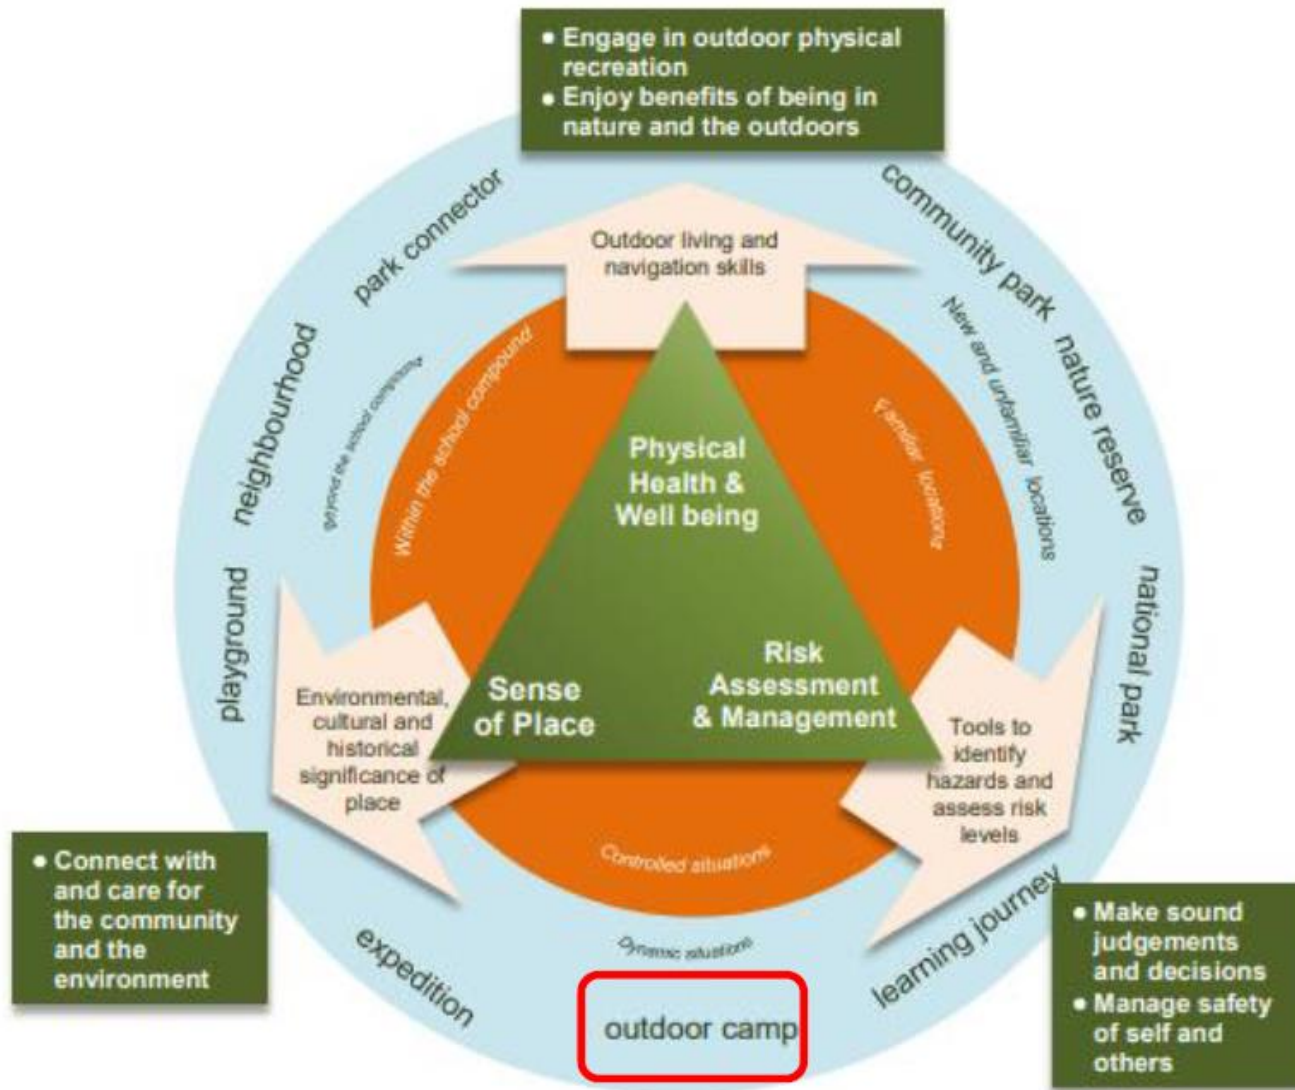 ● Engage in outdoor physical
recreation
● Enjoy benefits of being in
nature and the outdoors
park connector
community park
Outdoor living and
navigation skills
neighbourhood
Beyond the school compound
Within the school compound
Familiar locations
New and unfamiliar locations
nature reserve
Physical
Health &
Well being
playground
national park
Sense
of Place
Risk
Assessment
& Management
Environmental,
cultural and
historical
significance of
place
Tools to
identify
hazards and
assess risk
levels
● Connect with
and care for
the community
and the
environment
Controlled situations
Dynamic situations
expedition
outdoor camp
learning journey
● Make sound
judgements
and decisions
● Manage safety
of self and
others